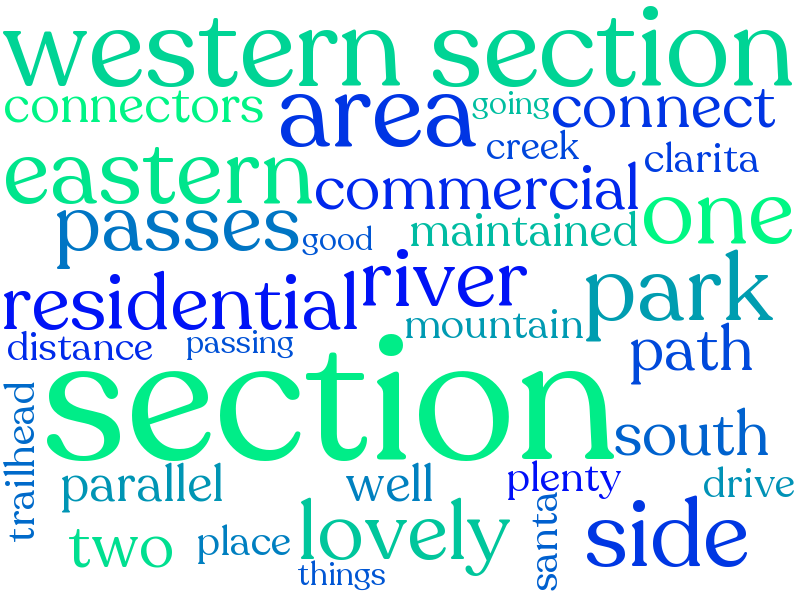 western section
connectors area going connect
creek clarita
eastern commercial
passes good maintained one
residential river park
mountain
distance passing path
section
trailhead south
parallel well plenty drive
two place lovely santa side
things